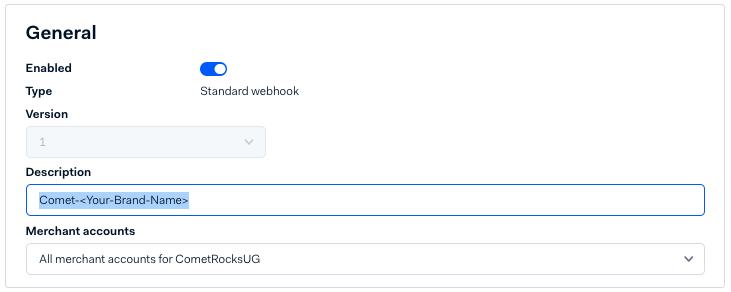 General
Enabled
Type Standard webhook
Version
1
Description
Comet-<Your-Brand-Name>
Merchant accounts
All merchant accounts for CometRocksUG